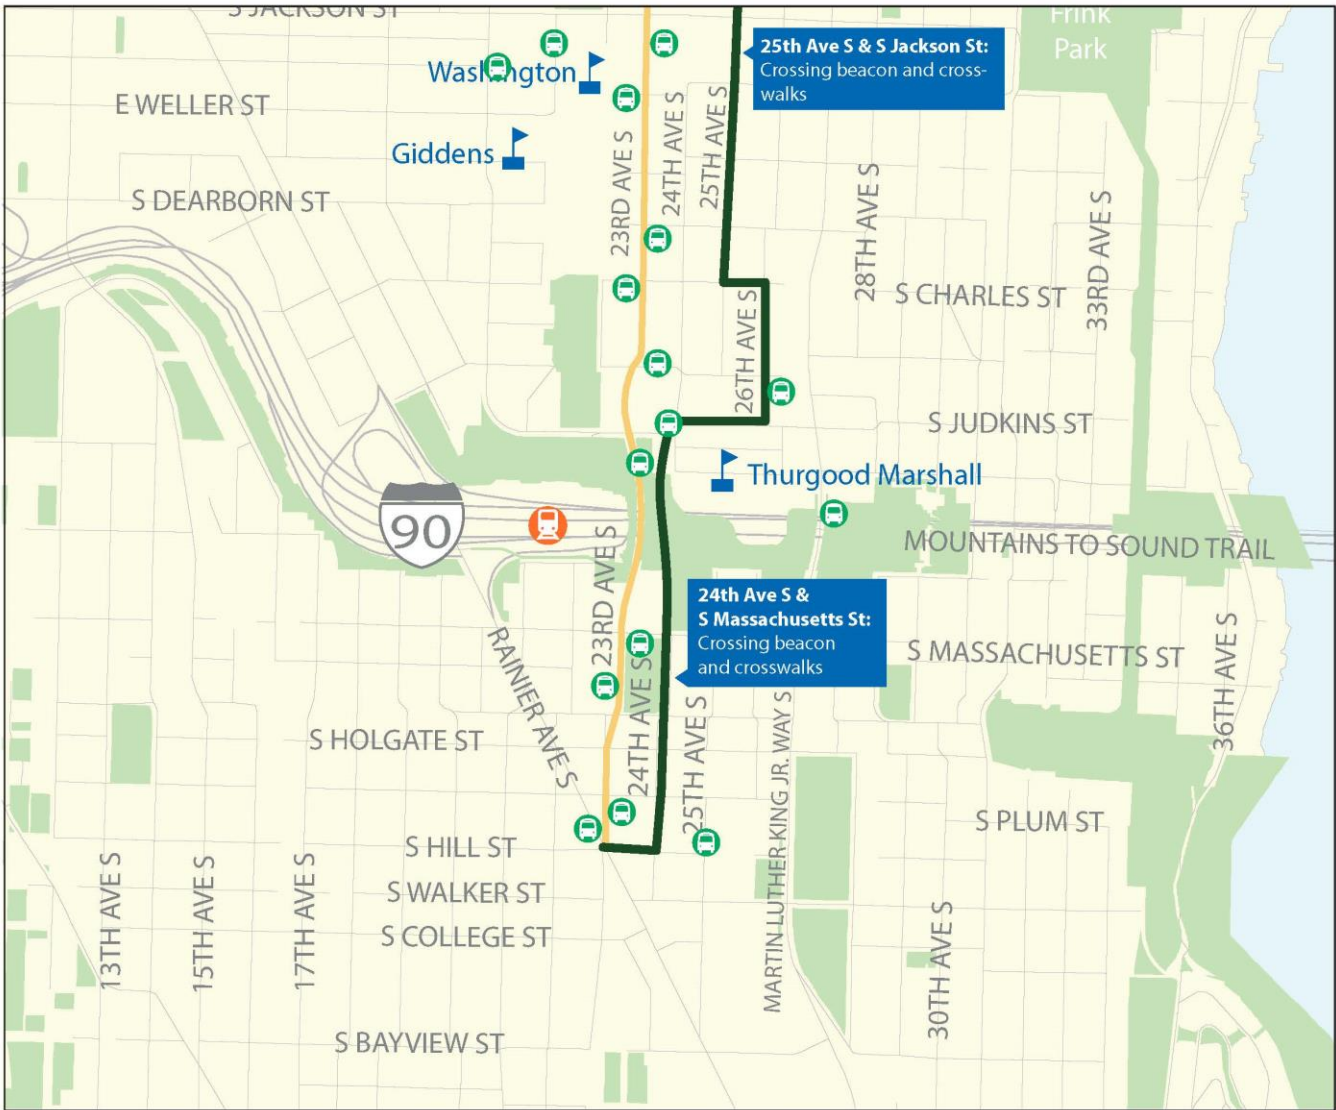 S JACKSON ST
Frink
Park
25th Ave S & S Jackson St:
Crossing beacon and cross-
walks
Washington
E WELLER ST
Giddens
23RD AVE S
24TH AVE S
25TH AVE S
S DEARBORN ST
28TH AVE S
33RD AVE S
S CHARLES ST
26TH AVE S
S JUDKINS ST
Thurgood Marshall
90
MOUNTAINS TO SOUND TRAIL
23RD AVE S
24th Ave S &
S Massachusetts St:
Crossing beacon
and crosswalks
S MASSACHUSETTS ST
36TH AVE S
RAINIER AVE S
24TH AVE S
25TH AVE S
MARTIN LUTHER KING JR. WAY S
S HOLGATE ST
S PLUM ST
S HILL ST
S WALKER ST
S COLLEGE ST
13TH AVE S
15TH AVE S
17TH AVE S
30TH AVE S
S BAYVIEW ST